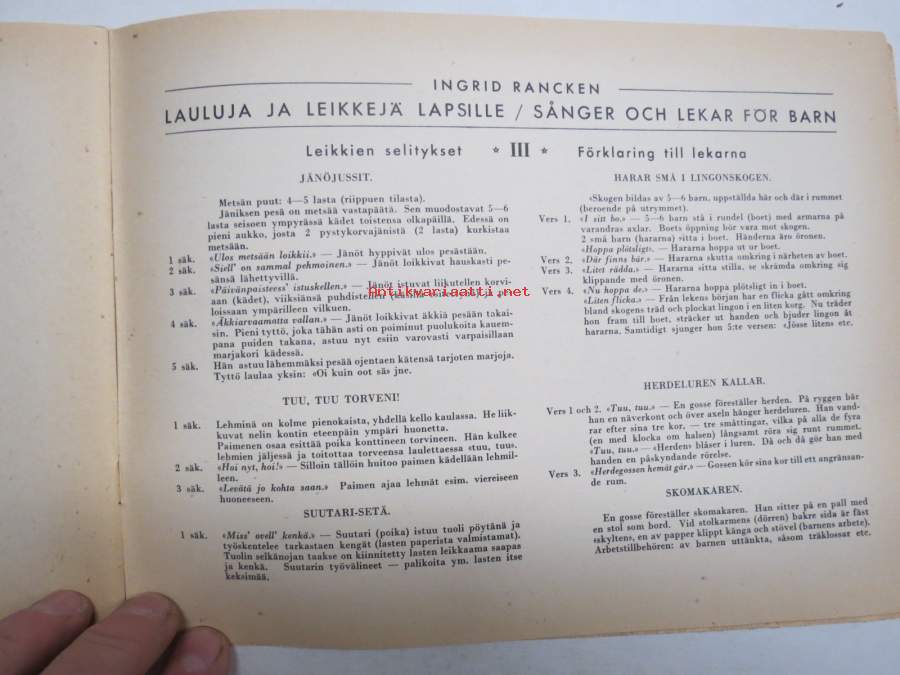 INGRID RANCKEN
LAULUJA JA LEIKKEJÄ LAPSILLE / SÅNGER OCH LEKAR FÖR BARN
Leikkien selitykset * III * Förklaring till lekarna
JÄNÖJUSSIT.
Metsän puut: 4—5 lasta (riippuen tilasta).
Jäniksen pesä on metsää vastapäätä. Sen muodostavat 5—6
lasta seisoen ympyrässä kädet toistensa olkapäillä. Edessä on
pieni aukko, josta 2 pystykorvajänistä (2 lasta) kurkistaa
metsään.
1 säk. «Ulos metsään loikkii.» — Jänöt hyppivät ulos pesästään.
2 säk. «Siell' on sammal pehmoinen.» — Jänöt loikkivat hauskasti pe-
sänsä lähettyvillä.
3 säk. «Päivänpaisteess' istuskellen.» — Jänöt istuvat liikutellen korvi-
aan (kädet), viiksiänsä puhdistellen
loissaan ympärilleen vilkuen.
4 säk. «Äkkiarvaamatta vallan.» — Jänöt loikkivat äkkiä pesään takai-
sin. Pieni tyttö, joka tähän asti on poiminut puolukoita kauem-
pana puiden takana, astuu nyt esiin varovasti varpaisillaan
marjakori kädessä.
5 säk. Hän astuu lähemmäksi pesää ojentaen kätensä tarjoten marjoja.
Tyttö laulaa yksin: «Oi kuin oot sä» jne.
TUU, TUU TORVENI!
1 säk. Lehminä on kolme pienokaista, yhdellä kello kaulassa. He liik-
kuvat nelin kontin eteenpäin ympäri huonetta.
Paimenen osaa esittää poika konttineen torvineen. Hän kulkee
lehmien jäljessä ja toitottaa torveensa laulettaessa «tuu, tuu».
2 säk. «Hoi nyt, hoi!» — Silloin tällöin huitoo paimen kädellään lehmil-
leen.
3 säk. «Levätä jo kohta saan.» Paimen ajaa lehmät esim. viereiseen
huoneeseen.
SUUTARI-SETÄ.
1 säk. «Miss' ovell' kenkä.» — Suutari (poika) istuu tuoli pöytänä ja
työskentelee tarkastaen kengät (lasten paperista valmistamat).
Tuolin selkänojan taakse on kiinnitetty lasten leikkaama saapas
ja kenkä. Suutarin työvälineet — palikoita ym. lasten itse
keksimää.
HARAR SMÅ I LINGONSKOGEN.
«Skogen bildas av 5—6 barn, uppställda här och där i rummet
(beroende på utrymmet).
Vers 1. «I sitt bo.» — 5—6 barn stå i rundel (boet) med armarna på
varandras axlar. Boets öppning bör vara mot skogen.
2 små barn (hararna) sitta i boet. Händerna äro öronen.
«Hoppa plötsligt». — Hararna hoppa ut ur boet.
Vers 2. «Där finns bär.» — Hararna skutta omkring i närheten av boet.
Vers 3. «Litet rädda.» — Hararna sitta stilla, se skrämda omkring sig
klippande med öronen.
Vers 4. «Nu hoppa de.» — Hararna hoppa plötsligt in i boet.
«Liten flicka.» — Från lekens början har en flicka gått omkring
bland skogens träd och plockat lingon i en liten korg. Nu träder
hon fram till boet, sträcker ut handen och bjuder lingon åt
hararna. Samtidigt sjunger hon 5:te versen: «Jösse litens etc.
HERDELUREN KALLAR.
Vers 1 och 2. «Tuu, tuu.» — En gosse föreställer herden. På ryggen bär
han en näverkont och över axeln hänger herdeluren. Han vand-
rar efter sina tre kor, — tre småttingar, vilka på alla de fyra
(en med klocka om halsen) långsamt röra sig runt rummet.
«Tuu, tuu.» — «Herden» blåser i luren. Då och då gör han med
handen en påskyndande rörelse.
Vers 3. «Herdegossen hemåt går.» — Gossen kör sina kor till ett angränsan-
de rum.
SKOMAKAREN.
En gosse föreställer skomakaren. Han sitter på en pall med
en stol som bord. Vid stolkarmens (dörren) bakre sida är fäst
«skylten», en av papper klippt känga och stövel (barnens arbete).
Arbetstillbehören: av barnen uttänkta, såsom träklossar etc.
Antikvariaatti.net